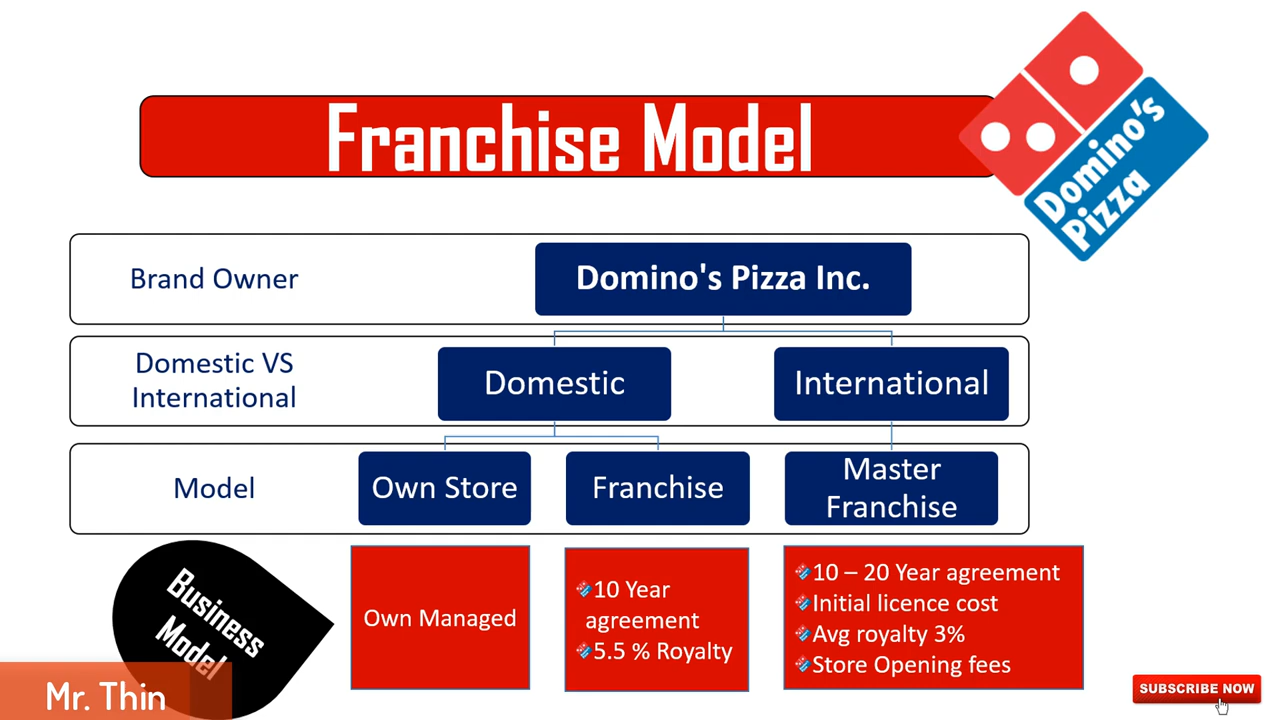 Franchise Model
Domino's
Pizza
Brand Owner
Domino's Pizza Inc.
Domestic VS
International
Domestic
International
Model
Own Store
Franchise
Master
Franchise
Business
Model
Own Managed
10 Year
agreement
5.5 % Royalty
10 – 20 Year agreement
Initial licence cost
Avg royalty 3%
Store Opening fees
Mr. Thin
SUBSCRIBE NOW